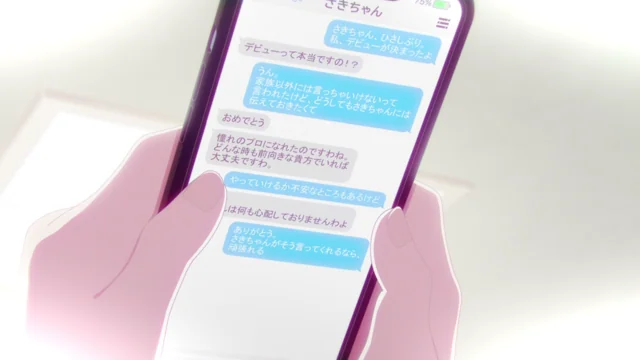 さきちゃん
75%
さきちゃん、ひさしぶり。
私、デビューが決まったよ
デビューって本当ですの！？
うん。
家族以外には言っちゃいけないって
言われたけど、どうしてもさきちゃんには
伝えておきたくて
おめでとう
憧れのプロになれたのですわね。
どんな時も前向きな貴方でいれば
大丈夫ですわ。
やっていけるか不安なところもあるけど
は何も心配しておりませんわよ
ありがとう。
さきちゃんがそう言ってくれるなら、
頑張れる